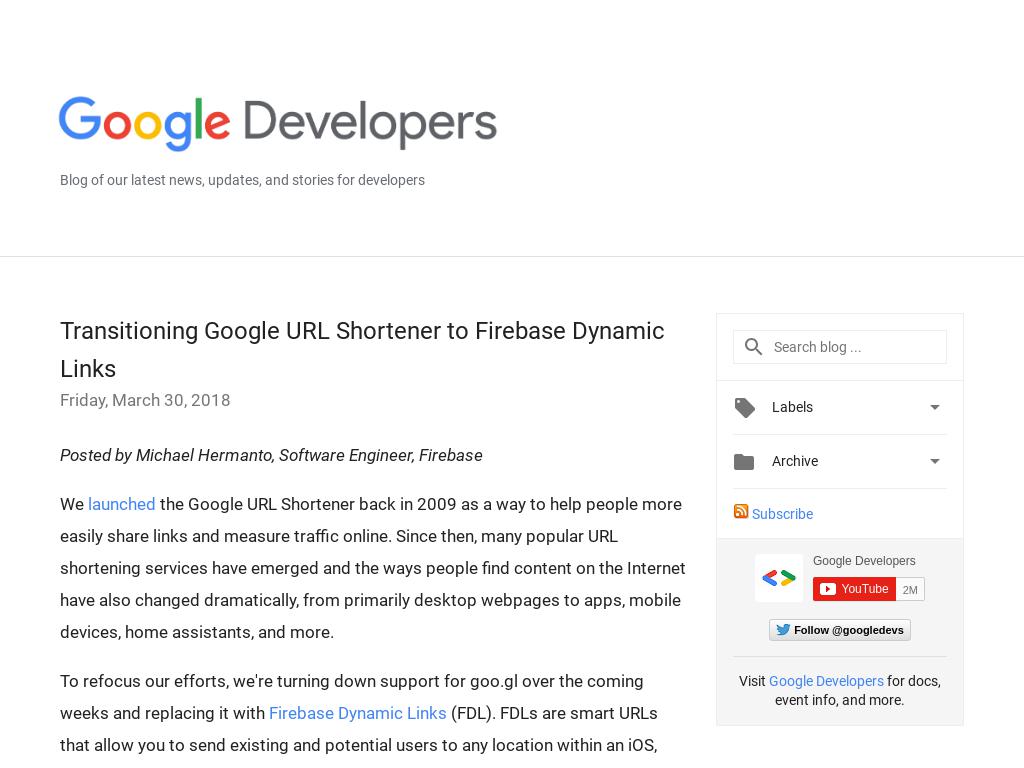 Google Developers
Blog of our latest news, updates, and stories for developers
Transitioning Google URL Shortener to Firebase Dynamic
Links
Friday, March 30, 2018
Posted by Michael Hermanto, Software Engineer, Firebase
We launched the Google URL Shortener back in 2009 as a way to help people more
easily share links and measure traffic online. Since then, many popular URL
shortening services have emerged and the ways people find content on the Internet
have also changed dramatically, from primarily desktop webpages to apps, mobile
devices, home assistants, and more.
To refocus our efforts, we're turning down support for goo.gl over the coming
weeks and replacing it with Firebase Dynamic Links (FDL). FDLs are smart URLs
that allow you to send existing and potential users to any location within an iOS,
Search blog ...
Labels
Archive
Subscribe
Google Developers
YouTube 2M
Follow @googledevs
Visit Google Developers for docs,
event info, and more.